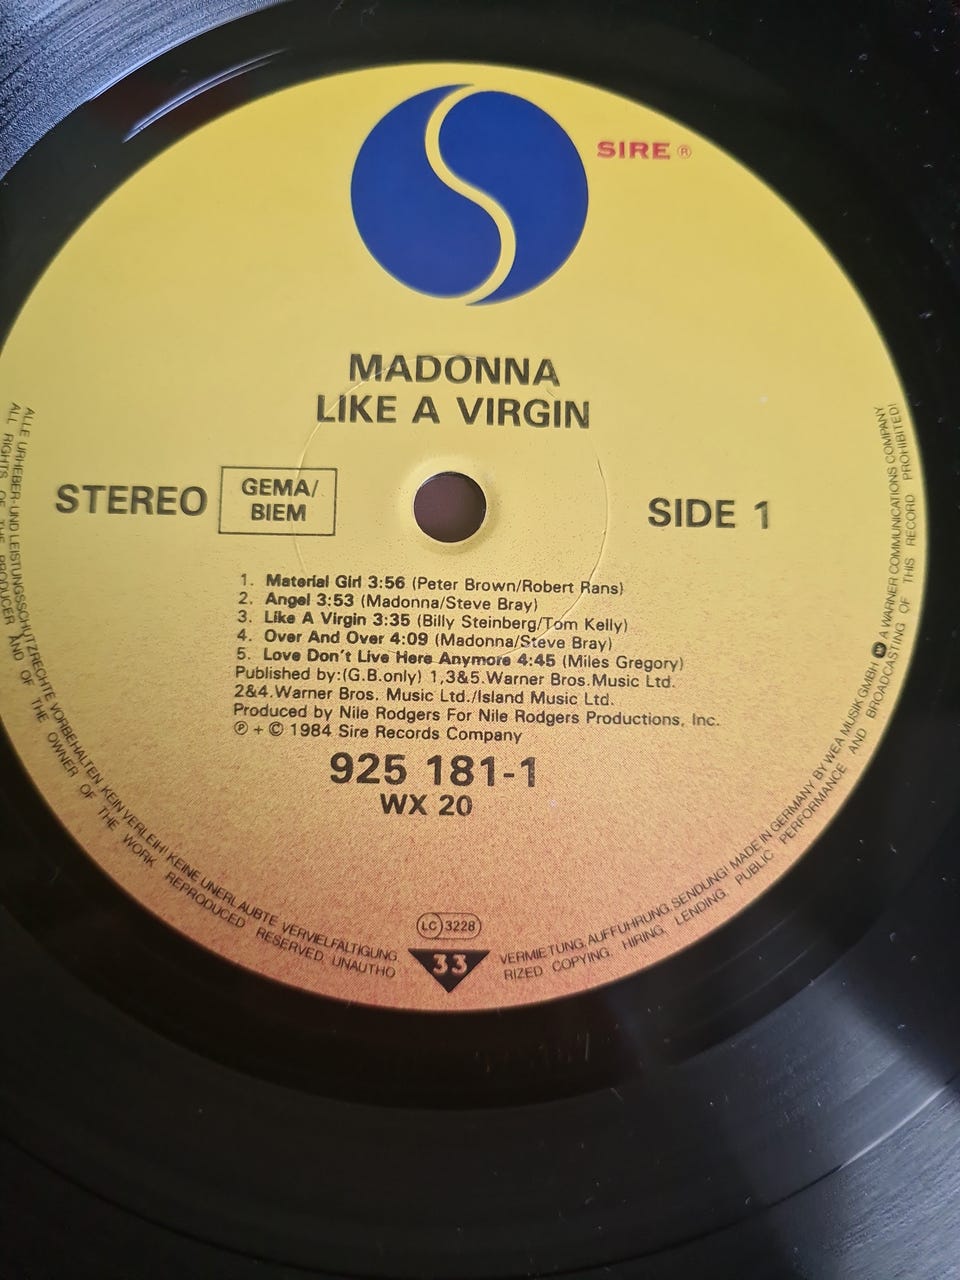 SIRE ®
MADONNA
LIKE A VIRGIN
STEREO
GEMA/
BIEM
SIDE 1
1. Material Girl 3:56 (Peter Brown/Robert Rans)
2. Angel 3:53 (Madonna/Steve Bray)
3. Like A Virgin 3:35 (Billy Steinberg/Tom Kelly)
4. Over And Over 4:09 (Madonna/Steve Bray)
5. Love Don't Live Here Anymore 4:45 (Miles Gregory)
Published by:(G.B.only) 1,3&5.Warner Bros.Music Ltd.
2&4.Warner Bros. Music Ltd./Island Music Ltd.
Produced by Nile Rodgers For Nile Rodgers Productions, Inc.
℗ + © 1984 Sire Records Company
925 181-1
WX 20
LC 3228
33
ALLE URHEBER-UND LEISTUNGSSCHUTZRECHTE VORBEHALTEN. KEIN VERLEIH! KEINE UNERLAUBTE VERVIELFÄLTIGUNG, VERMIETUNG, AUFFÜHRUNG, SENDUNG! MADE IN GERMANY BY WEA MUSIK GMBH A WARNER COMMUNICATIONS COMPANY
ALL RIGHTS OF THE PRODUCER AND OF THE OWNER OF THE WORK REPRODUCED RESERVED. UNAUTHORIZED COPYING, HIRING, LENDING, PUBLIC PERFORMANCE AND BROADCASTING OF THIS RECORD PROHIBITED!